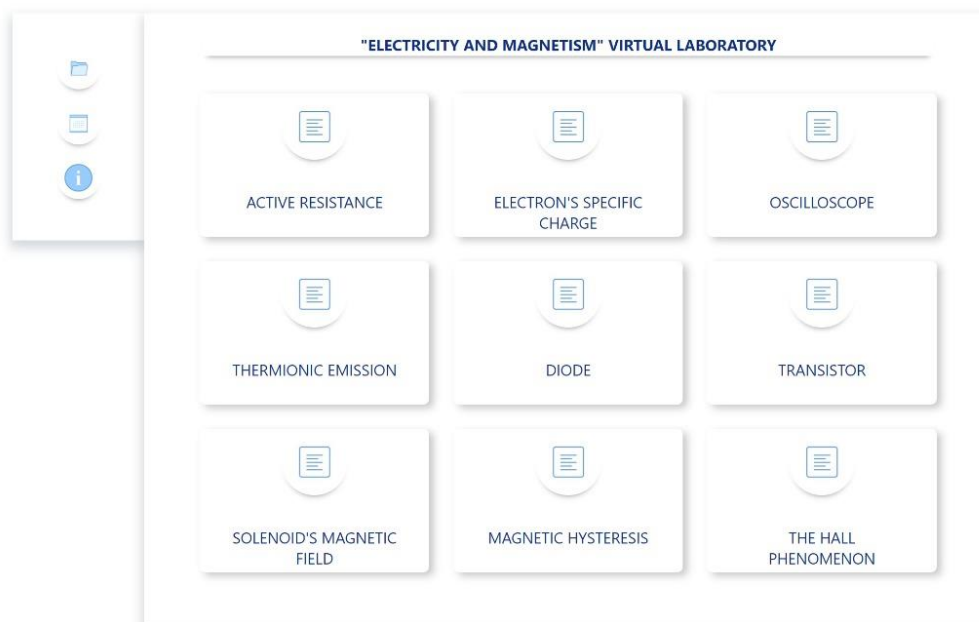 "ELECTRICITY AND MAGNETISM" VIRTUAL LABORATORY
ACTIVE RESISTANCE
ELECTRON'S SPECIFIC
CHARGE
OSCILLOSCOPE
THERMIONIC EMISSION
DIODE
TRANSISTOR
SOLENOID'S MAGNETIC
FIELD
MAGNETIC HYSTERESIS
THE HALL
PHENOMENON